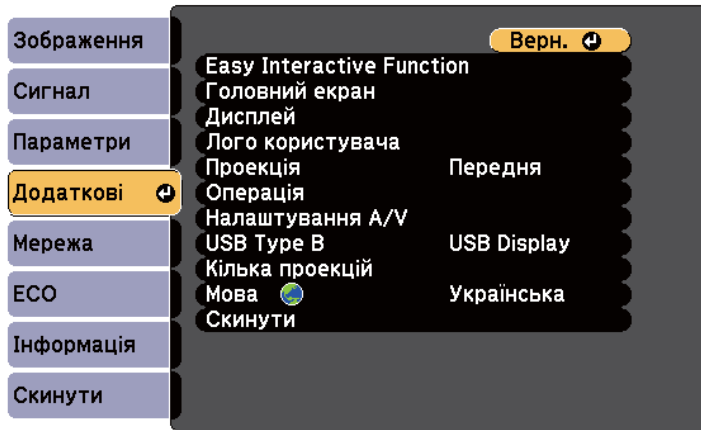 Зображення
Сигнал
Параметри
Додаткові
Мережа
ECO
Інформація
Скинути
Верн.
Easy Interactive Function
Головний екран
Дисплей
Лого користувача
Проекція Передня
Операція
Налаштування A/V
USB Type B USB Display
Кілька проекцій
Мова Українська
Скинути